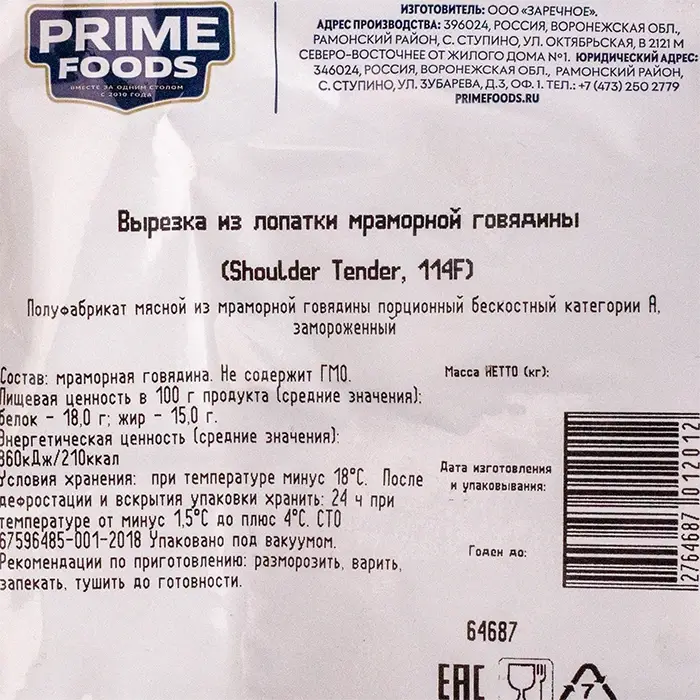 PRIME
FOODS
ВМЕСТЕ ЗА ОДНИМ СТОЛОМ
С 2010 ГОДА
ИЗГОТОВИТЕЛЬ: ООО «ЗАРЕЧНОЕ».
АДРЕС ПРОИЗВОДСТВА: 396024, РОССИЯ, ВОРОНЕЖСКАЯ ОБЛ.,
РАМОНСКИЙ РАЙОН, С. СТУПИНО, УЛ. ОКТЯБРЬСКАЯ, В 2121 М
СЕВЕРО-ВОСТОЧНЕЕ ОТ ЖИЛОГО ДОМА №1. ЮРИДИЧЕСКИЙ АДРЕС:
346024, РОССИЯ, ВОРОНЕЖСКАЯ ОБЛ., РАМОНСКИЙ РАЙОН,
С. СТУПИНО, УЛ. ЗУБАРЕВА, Д.3, ОФ. 1. ТЕЛ.: +7 (473) 250 2779
PRIMEFOODS.RU
Вырезка из лопатки мраморной говядины
(Shoulder Tender, 114F)
Полуфабрикат мясной из мраморной говядины порционный бескостный категории А,
замороженный
Состав: мраморная говядина. Не содержит ГМО.
Пищевая ценность в 100 г продукта (средние значения):
белок - 18,0 г; жир - 15,0 г.
Энергетическая ценность (средние значения):
860кДж/210ккал
Условия хранения: при температуре минус 18°С. После
дефростации и вскрытия упаковки хранить: 24 ч при
температуре от минус 1,5°С до плюс 4°С. СТО
67596485-001-2018 Упаковано под вакуумом.
Рекомендации по приготовлению: разморозить, варить,
запекать, тушить до готовности.
Масса НЕТТО (кг):
Дата изготовления
и упаковывания:
Годен до:
2764687012012
64687
ЕАС
7